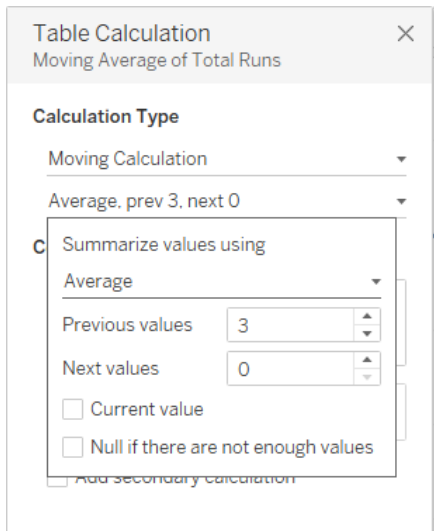 Table Calculation
Moving Average of Total Runs
Calculation Type
Moving Calculation
Average, prev 3, next 0
C
Summarize values using
Average
Previous values 3
Next values 0
Current value
Null if there are not enough values
Add secondary calculation